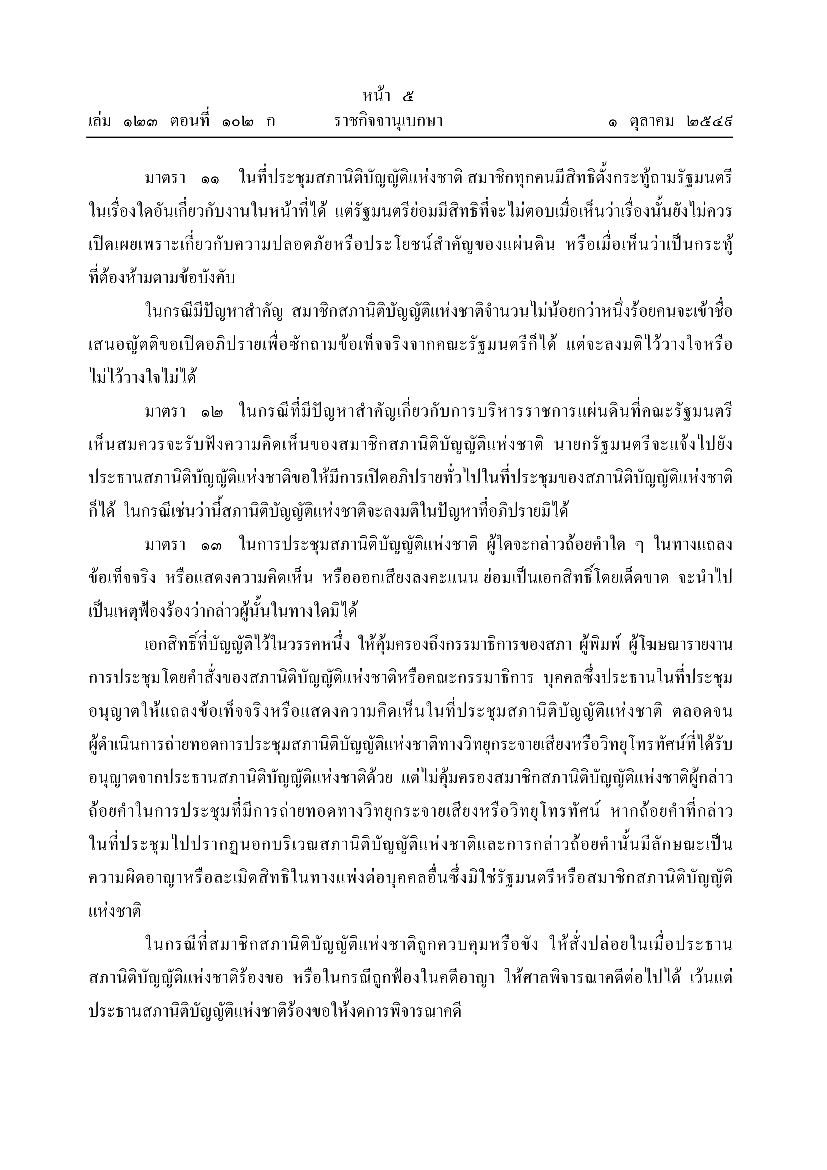 หน้า ๕
เล่ม ๑๒๓ ตอนที่ ๑๐๒ ก ราชกิจจานุเบกษา ๑ ตุลาคม ๒๕๔๙
มาตรา ๑๑ ในที่ประชุมสภานิติบัญญัติแห่งชาติ สมาชิกทุกคนมีสิทธิตั้งกระทู้ถามรัฐมนตรี
ในเรื่องใดอันเกี่ยวกับงานในหน้าที่ได้ แต่รัฐมนตรีย่อมมีสิทธิที่จะไม่ตอบเมื่อเห็นว่าเรื่องนั้นยังไม่ควร
เปิดเผยเพราะเกี่ยวกับความปลอดภัยหรือประโยชน์สำคัญของแผ่นดิน หรือเมื่อเห็นว่าเป็นกระทู้
ที่ต้องห้ามตามข้อบังคับ
ในกรณีมีปัญหาสำคัญ สมาชิกสภานิติบัญญัติแห่งชาติจำนวนไม่น้อยกว่าหนึ่งร้อยคนจะเข้าชื่อ
เสนอญัตติขอเปิดอภิปรายเพื่อซักถามข้อเท็จจริงจากคณะรัฐมนตรีก็ได้ แต่จะลงมติไว้วางใจหรือ
ไม่ไว้วางใจไม่ได้
มาตรา ๑๒ ในกรณีที่มีปัญหาสำคัญเกี่ยวกับการบริหารราชการแผ่นดินที่คณะรัฐมนตรี
เห็นสมควรจะรับฟังความคิดเห็นของสมาชิกสภานิติบัญญัติแห่งชาติ นายกรัฐมนตรีจะแจ้งไปยัง
ประธานสภานิติบัญญัติแห่งชาติขอให้มีการเปิดอภิปรายทั่วไปในที่ประชุมของสภานิติบัญญัติแห่งชาติ
ก็ได้ ในกรณีเช่นว่านี้สภานิติบัญญัติแห่งชาติจะลงมติในปัญหาที่อภิปรายมิได้
มาตรา ๑๓ ในการประชุมสภานิติบัญญัติแห่งชาติ ผู้ใดจะกล่าวถ้อยคำใด ๆ ในทางแถลง
ข้อเท็จจริง หรือแสดงความคิดเห็น หรือออกเสียงลงคะแนน ย่อมเป็นเอกสิทธิ์โดยเด็ดขาด จะนำไป
เป็นเหตุฟ้องร้องว่ากล่าวผู้นั้นในทางใดมิได้
เอกสิทธิ์ที่บัญญัติไว้ในวรรคหนึ่ง ให้คุ้มครองถึงกรรมาธิการของสภา ผู้พิมพ์ ผู้โฆษณารายงาน
การประชุมโดยคำสั่งของสภานิติบัญญัติแห่งชาติหรือคณะกรรมาธิการ บุคคลซึ่งประธานในที่ประชุม
อนุญาตให้แถลงข้อเท็จจริงหรือแสดงความคิดเห็นในที่ประชุมสภานิติบัญญัติแห่งชาติ ตลอดจน
ผู้ดำเนินการถ่ายทอดการประชุมสภานิติบัญญัติแห่งชาติทางวิทยุกระจายเสียงหรือวิทยุโทรทัศน์ที่ได้รับ
อนุญาตจากประธานสภานิติบัญญัติแห่งชาติด้วย แต่ไม่คุ้มครองสมาชิกสภานิติบัญญัติแห่งชาติผู้กล่าว
ถ้อยคำในการประชุมที่มีการถ่ายทอดทางวิทยุกระจายเสียงหรือวิทยุโทรทัศน์ หากถ้อยคำที่กล่าว
ในที่ประชุมไปปรากฏนอกบริเวณสภานิติบัญญัติแห่งชาติและการกล่าวถ้อยคำนั้นมีลักษณะเป็น
ความผิดอาญาหรือละเมิดสิทธิในทางแพ่งต่อบุคคลอื่นซึ่งมิใช่รัฐมนตรีหรือสมาชิกสภานิติบัญญัติ
แห่งชาติ
ในกรณีที่สมาชิกสภานิติบัญญัติแห่งชาติถูกควบคุมหรือขัง ให้สั่งปล่อยในเมื่อประธาน
สภานิติบัญญัติแห่งชาติร้องขอ หรือในกรณีถูกฟ้องในคดีอาญา ให้ศาลพิจารณาคดีต่อไปได้ เว้นแต่
ประธานสภานิติบัญญัติแห่งชาติร้องขอให้งดการพิจารณาคดี